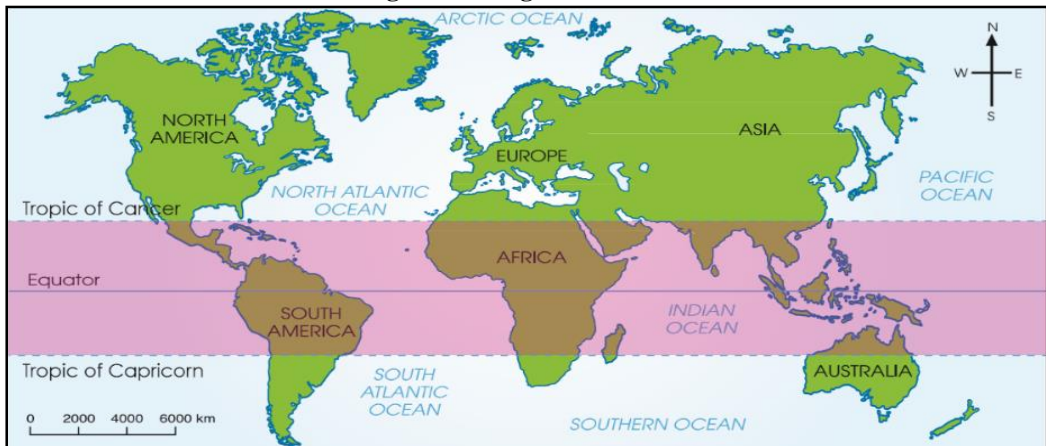 ARCTIC OCEAN
N
W E
S
NORTH
AMERICA
ASIA
EUROPE
PACIFIC
OCEAN
NORTH ATLANTIC
OCEAN
Tropic of Cancer
AFRICA
Equator
INDIAN
OCEAN
SOUTH
AMERICA
Tropic of Capricorn
AUSTRALIA
SOUTH
ATLANTIC
OCEAN
0 2000 4000 6000 km
SOUTHERN OCEAN